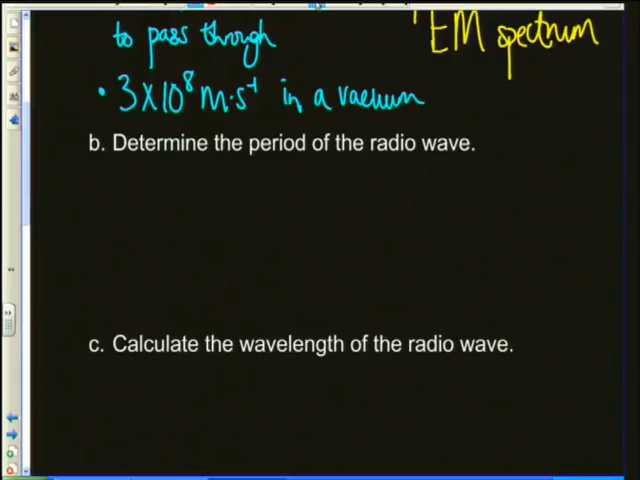 to pass through
EM spectrum
• 3×10⁸ m·s⁻¹ in a vacuum
b. Determine the period of the radio wave.
c. Calculate the wavelength of the radio wave.